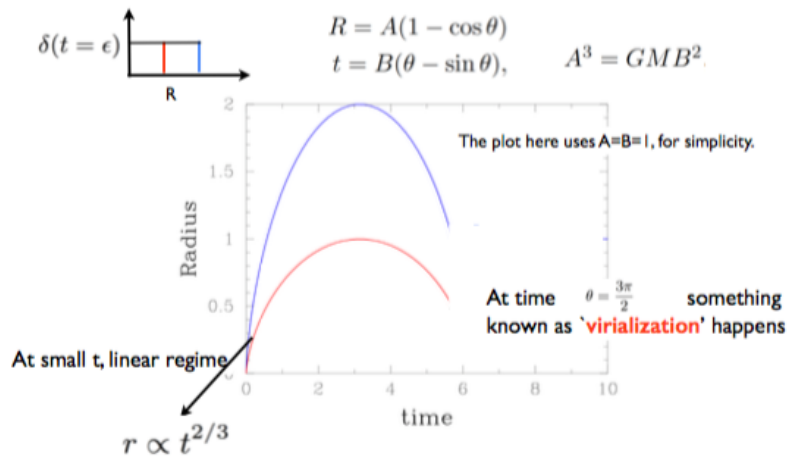 δ(t = ϵ)
R
R = A(1 − cos θ)
t = B(θ − sin θ),
A³ = GMB²
The plot here uses A=B=1, for simplicity.
2
1.5
1
0.5
0
Radius
0 2 4 6 8 10
time
At time θ = 3π/2 something
known as `virialization' happens
At small t, linear regime
r ∝ t^{2/3}